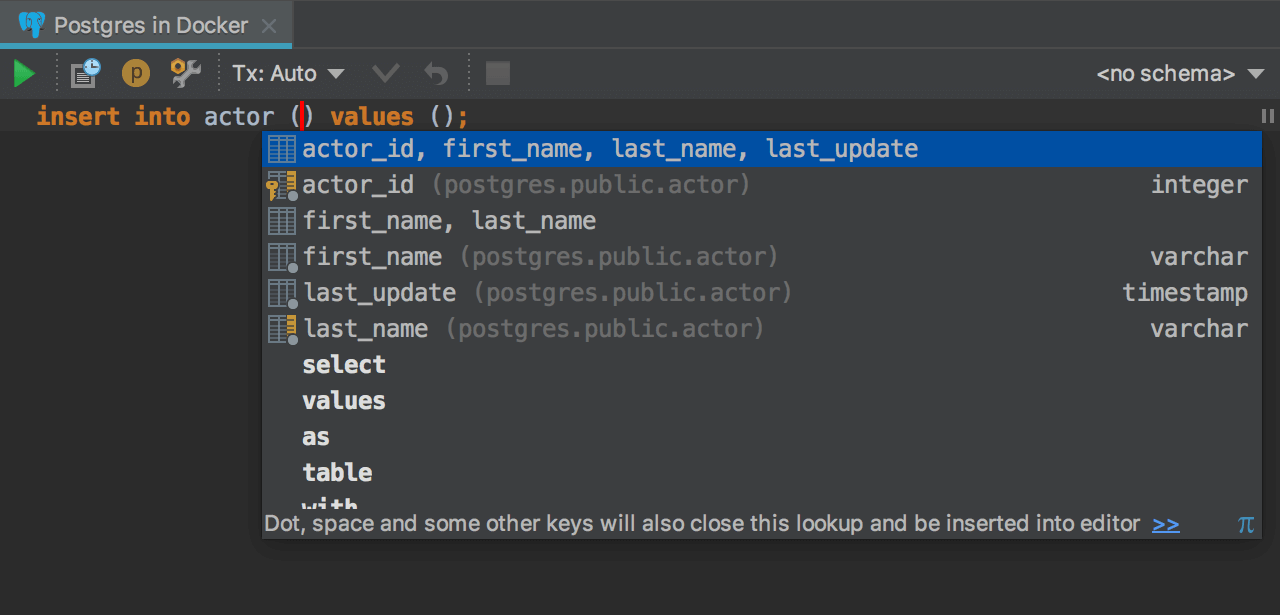 Postgres in Docker
p Tx: Auto <no schema>
insert into actor () values ();
actor_id, first_name, last_name, last_update
actor_id (postgres.public.actor) integer
first_name, last_name
first_name (postgres.public.actor) varchar
last_update (postgres.public.actor) timestamp
last_name (postgres.public.actor) varchar
select
values
as
table
with
Dot, space and some other keys will also close this lookup and be inserted into editor >> π